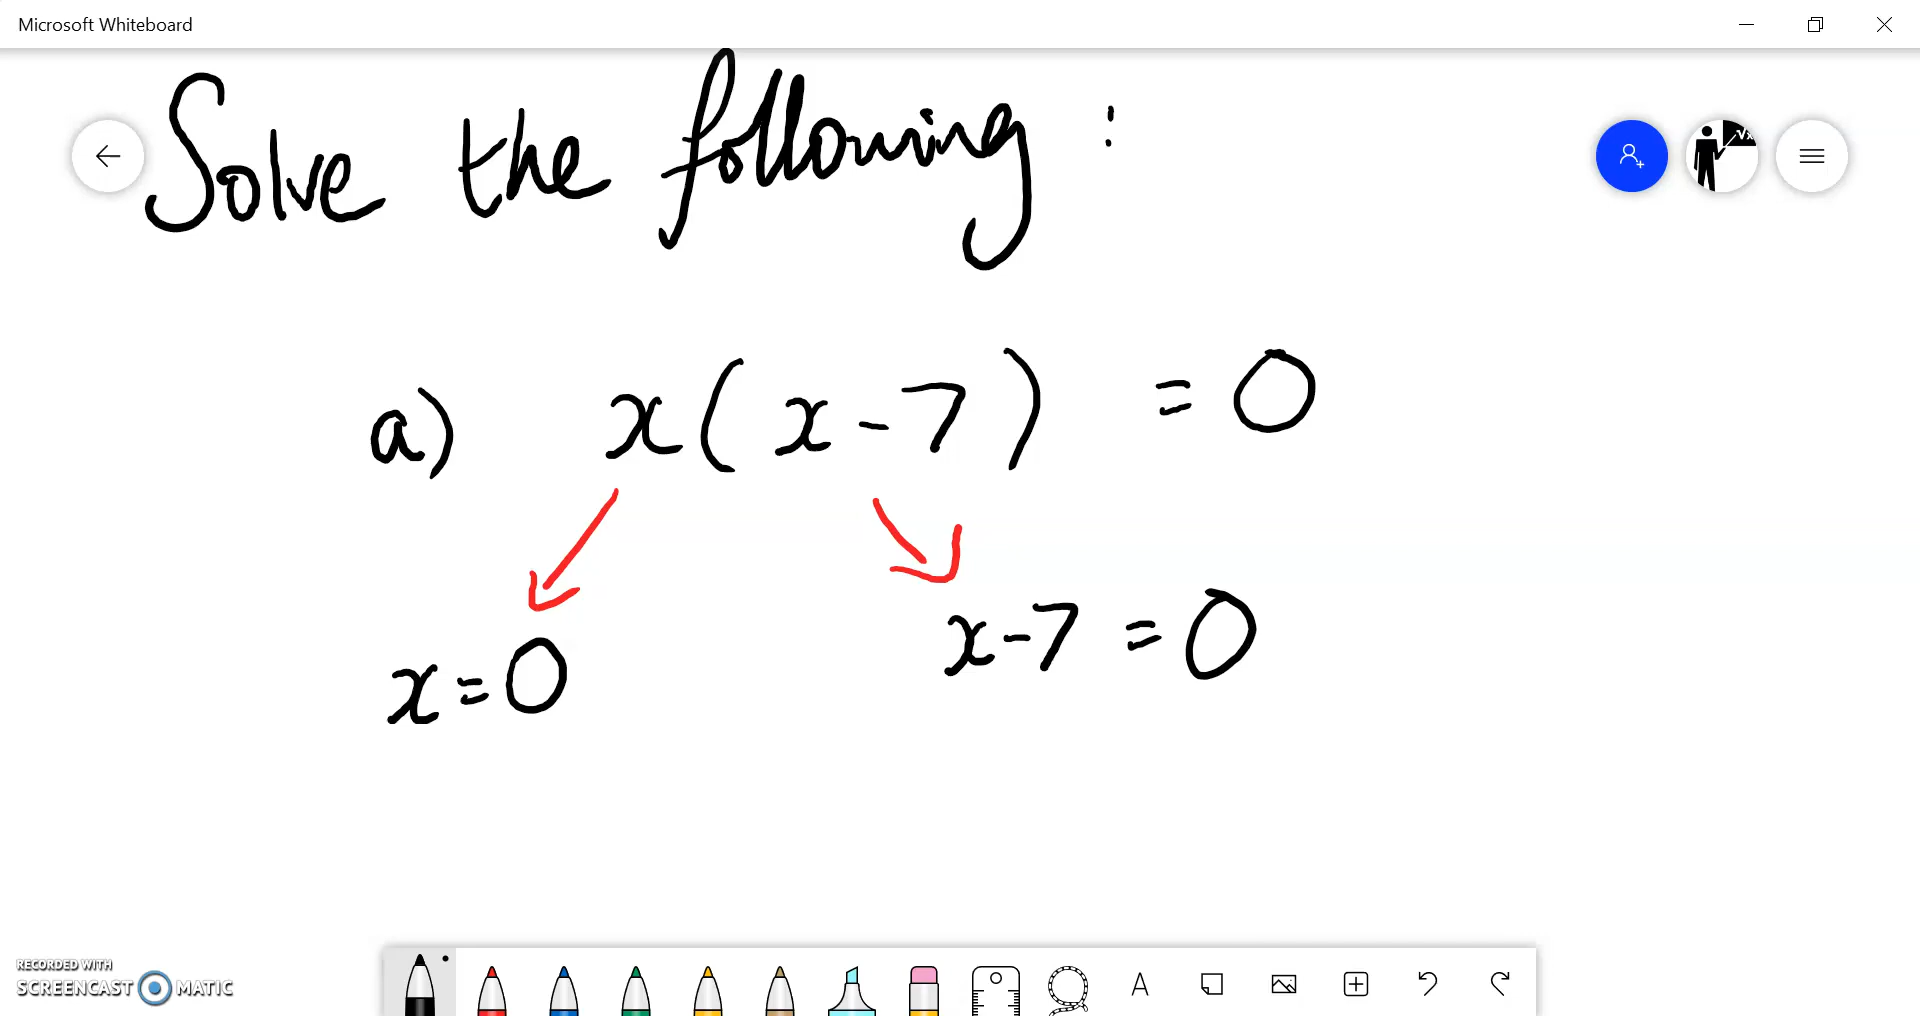 Microsoft Whiteboard
Solve the following :
√x
a) x(x-7) = 0
x-7 = 0
x=0
RECORDED WITH
SCREENCAST MATIC
A